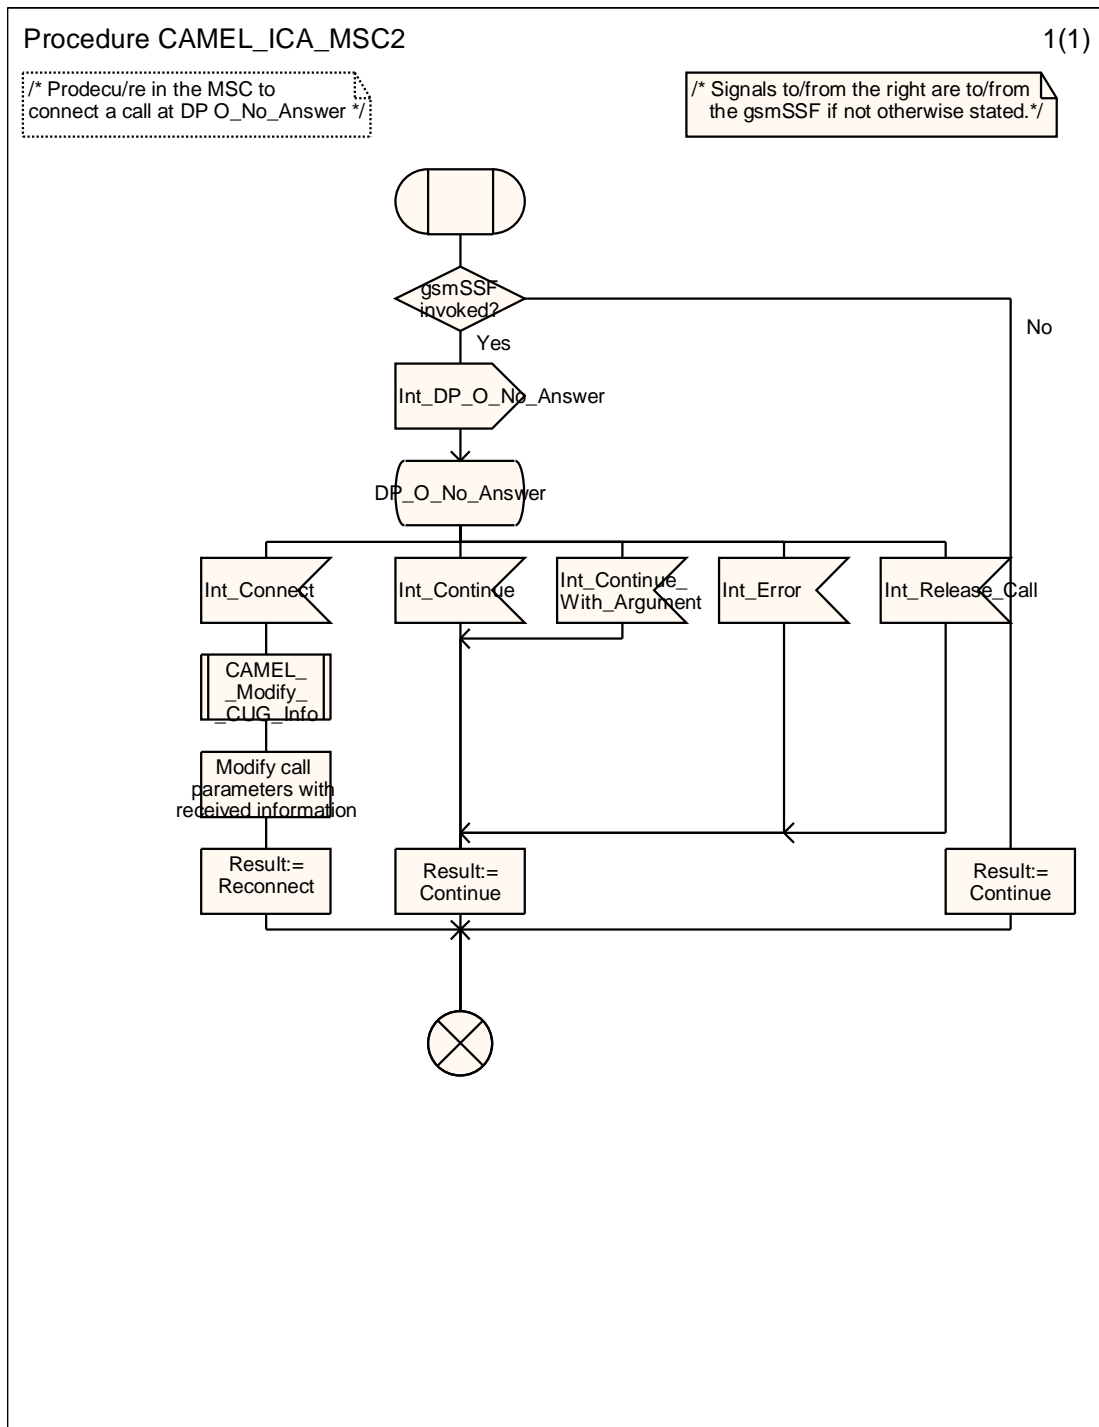 Procedure CAMEL_ICA_MSC2
1(1)
/* Prodecu/re in the MSC to
connect a call at DP O_No_Answer */
/* Signals to/from the right are to/from
the gsmSSF if not otherwise stated.*/
gsmSSF
invoked?
No
Yes
Int_DP_O_No_Answer
DP_O_No_Answer
Int_Connect
Int_Continue
Int_Continue_
With_Argument
Int_Error
Int_Release_Call
CAMEL_
_Modify_
_CUG_Info
Modify call
parameters with
received information
Result:=
Reconnect
Result:=
Continue
Result:=
Continue